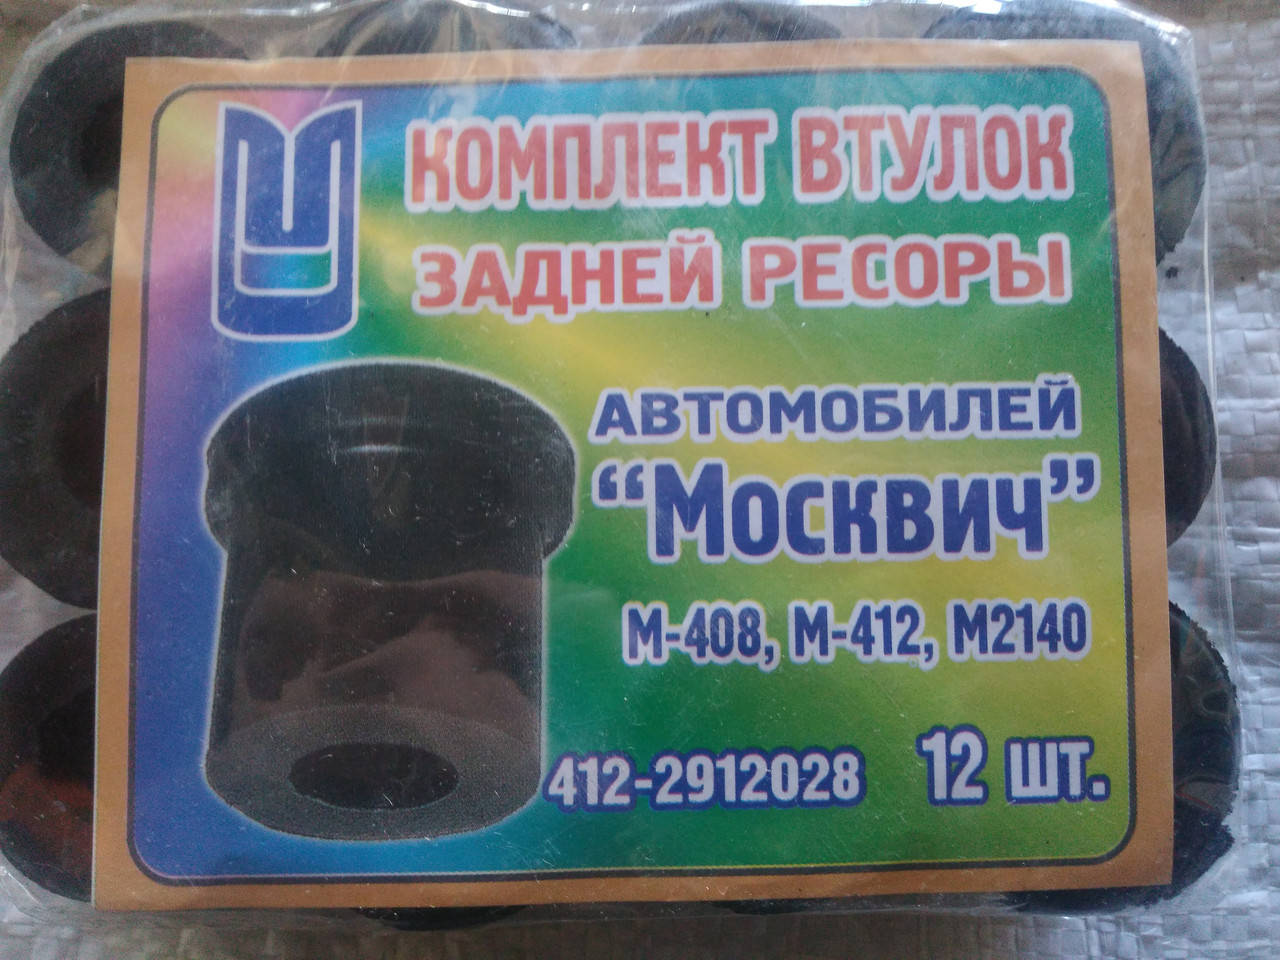 КОМПЛЕКТ ВТУЛОК
ЗАДНЕЙ РЕСОРЫ
АВТОМОБИЛЕЙ
“МОСКВИЧ”
М-408, М-412, М2140
412-2912028 12 ШТ.